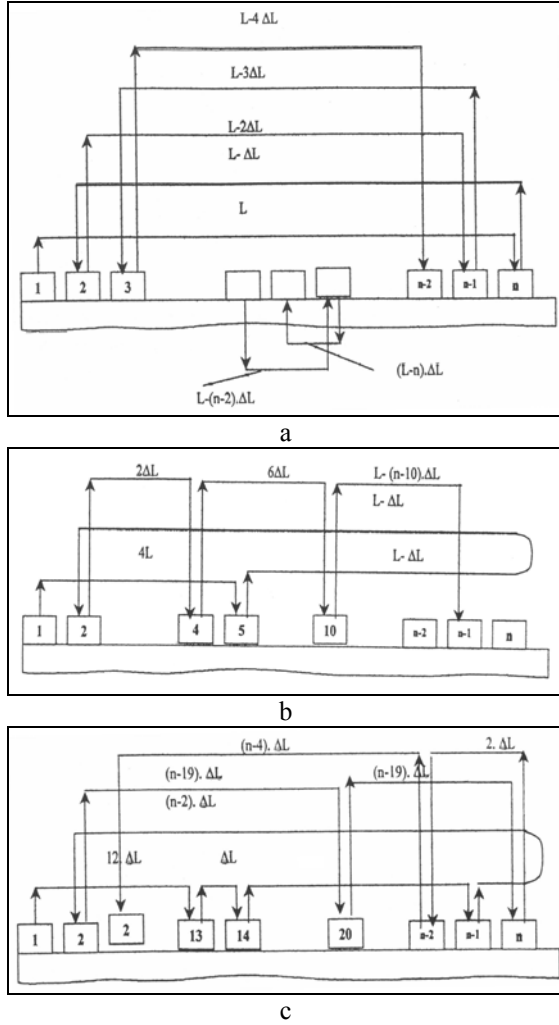 L-4 ΔL
L-3ΔL
L-2ΔL
L- ΔL
L
1 2 3 n-2 n-1 n
(L-n).ΔL
L-(n-2).ΔL
a
2ΔL 6ΔL L- (n-10).ΔL
L- ΔL
4L L- ΔL
1 2 4 5 10 n-2 n-1 n
b
(n-4). ΔL 2. ΔL
(n-19). ΔL (n-19). ΔL
(n-2). ΔL
12. ΔL ΔL
1 2 2 13 14 20 n-2 n-1 n
c